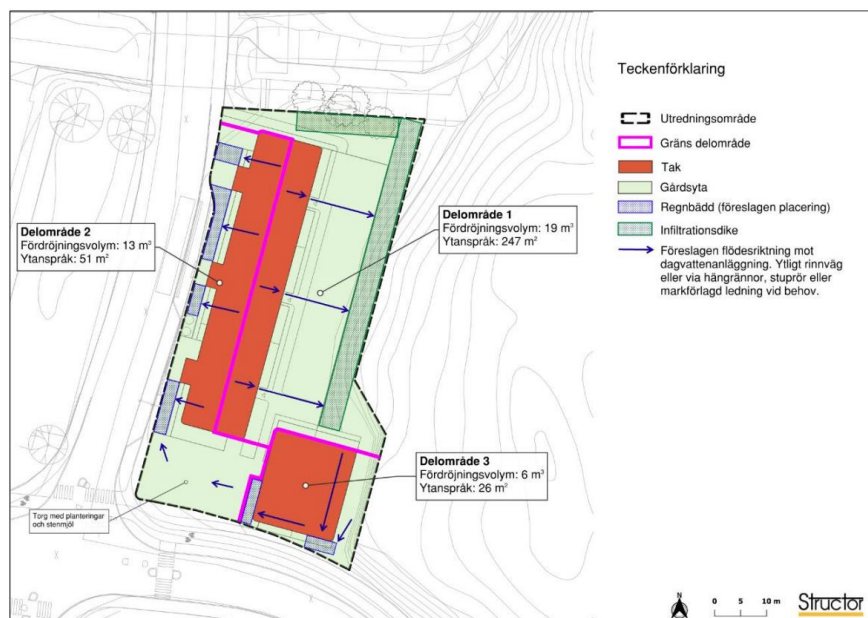 Teckenförklaring
Utredningsområde
Gräns delområde
Tak
Gårdsyta
Regnbädd (föreslagen placering)
Infiltrationsdike
Föreslagen flödesriktning mot
dagvattenanläggning. Ytligt rinnväg
eller via hängrännor, stuprör eller
markförlagd ledning vid behov.
Delområde 2
Fördröjningsvolym: 13 m³
Ytanspråk: 51 m²
Delområde 1
Fördröjningsvolym: 19 m³
Ytanspråk: 247 m²
Delområde 3
Fördröjningsvolym: 6 m³
Ytanspråk: 26 m²
Torg med planteringar
och stenmjöl
N
0 5 10 m
Structor